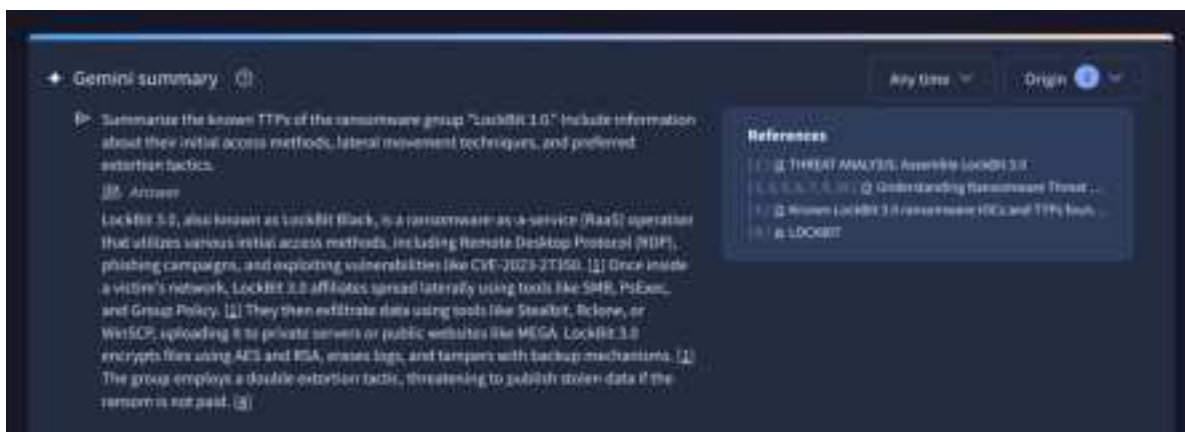 Gemini summary
Any time
Origin
Summarize the known TTPs of the ransomware group "LockBit 3.0." Include information
about their initial access methods, lateral movement techniques, and preferred
extortion tactics.
Answer
LockBit 3.0, also known as LockBit Black, is a ransomware-as-a-service (RaaS) operation
that utilizes various initial access methods, including Remote Desktop Protocol (RDP),
phishing campaigns, and exploiting vulnerabilities like CVE-2023-27350. [1] Once inside
a victim's network, LockBit 3.0 affiliates spread laterally using tools like SMB, PsExec,
and Group Policy. [1] They then exfiltrate data using tools like Stealbit, Rclone, or
WinSCP, uploading it to private servers or public websites like MEGA. LockBit 3.0
encrypts files using AES and RSA, erases logs, and tampers with backup mechanisms. [1]
The group employs a double extortion tactic, threatening to publish stolen data if the
ransom is not paid.
References
THREAT ANALYSIS: Assemble LockBit 3.0
Understanding Ransomware Threat ...
Known LockBit 3.0 ransomware IOCs and TTPs foun...
LOCKBIT